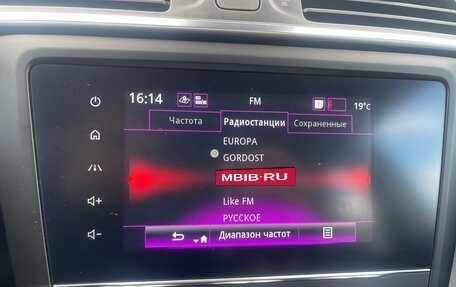 16:14
FM
19°c
Частота
Радиостанции
Сохраненные
EUROPA
GORDOST
MBIB.RU
Like FM
РУССКОЕ
Диапазон частот